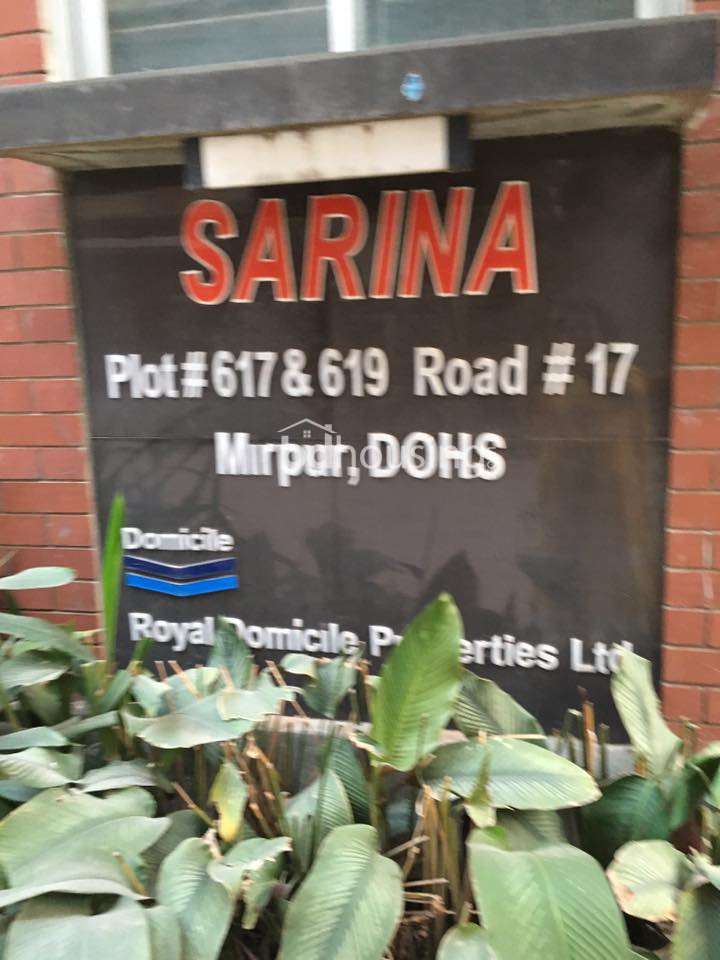 SARINA
Plot # 617 & 619 Road # 17
Mirpur, DOHS
Domicile
Royal Domicile Properties Ltd